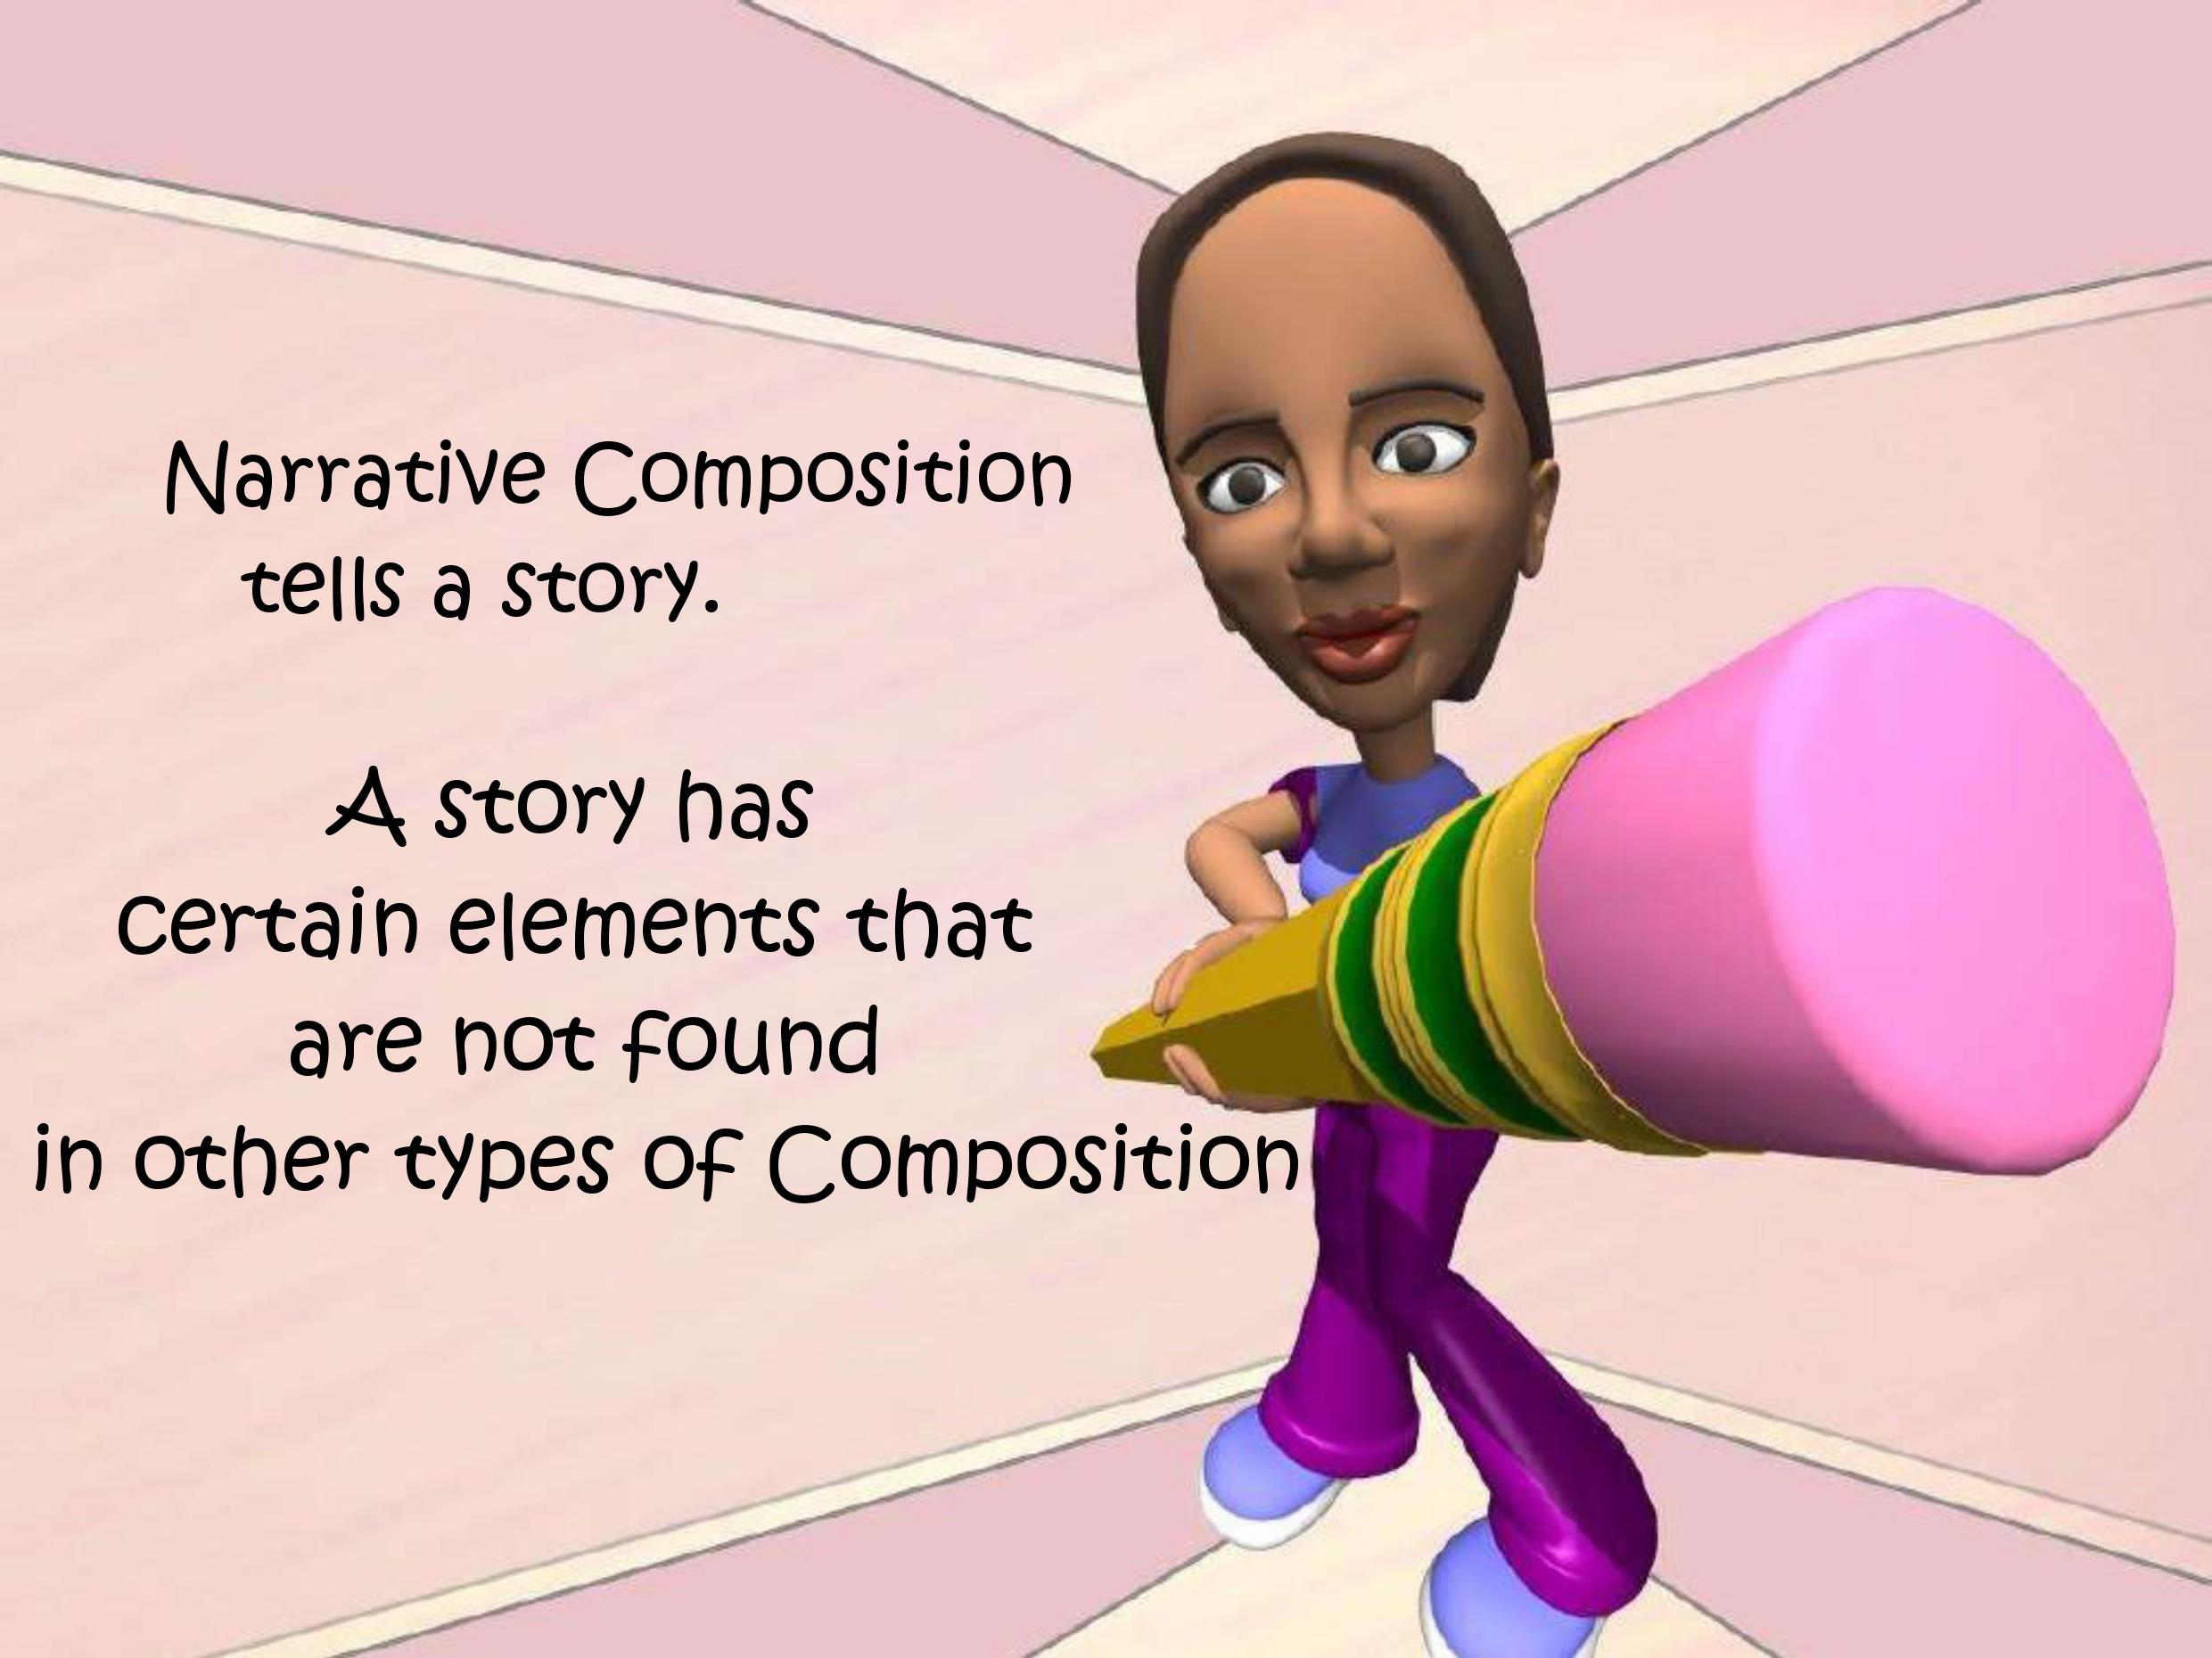 Narrative Composition
tells a story.
A story has
certain elements that
are not found
in other types of Composition